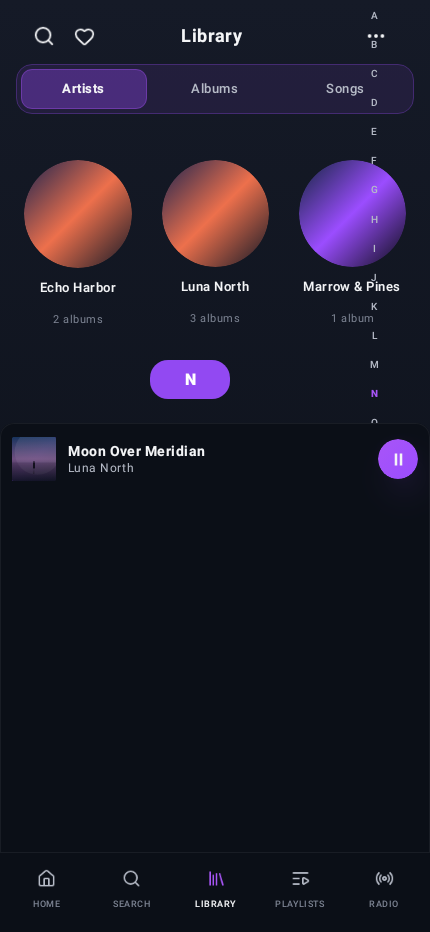 Library
Artists
Albums
Songs
A
B
C
D
E
F
G
H
I
J
K
L
M
N
Echo Harbor
Luna North
Marrow & Pines
2 albums
3 albums
1 album
N
Moon Over Meridian
Luna North
HOME
SEARCH
LIBRARY
PLAYLISTS
RADIO